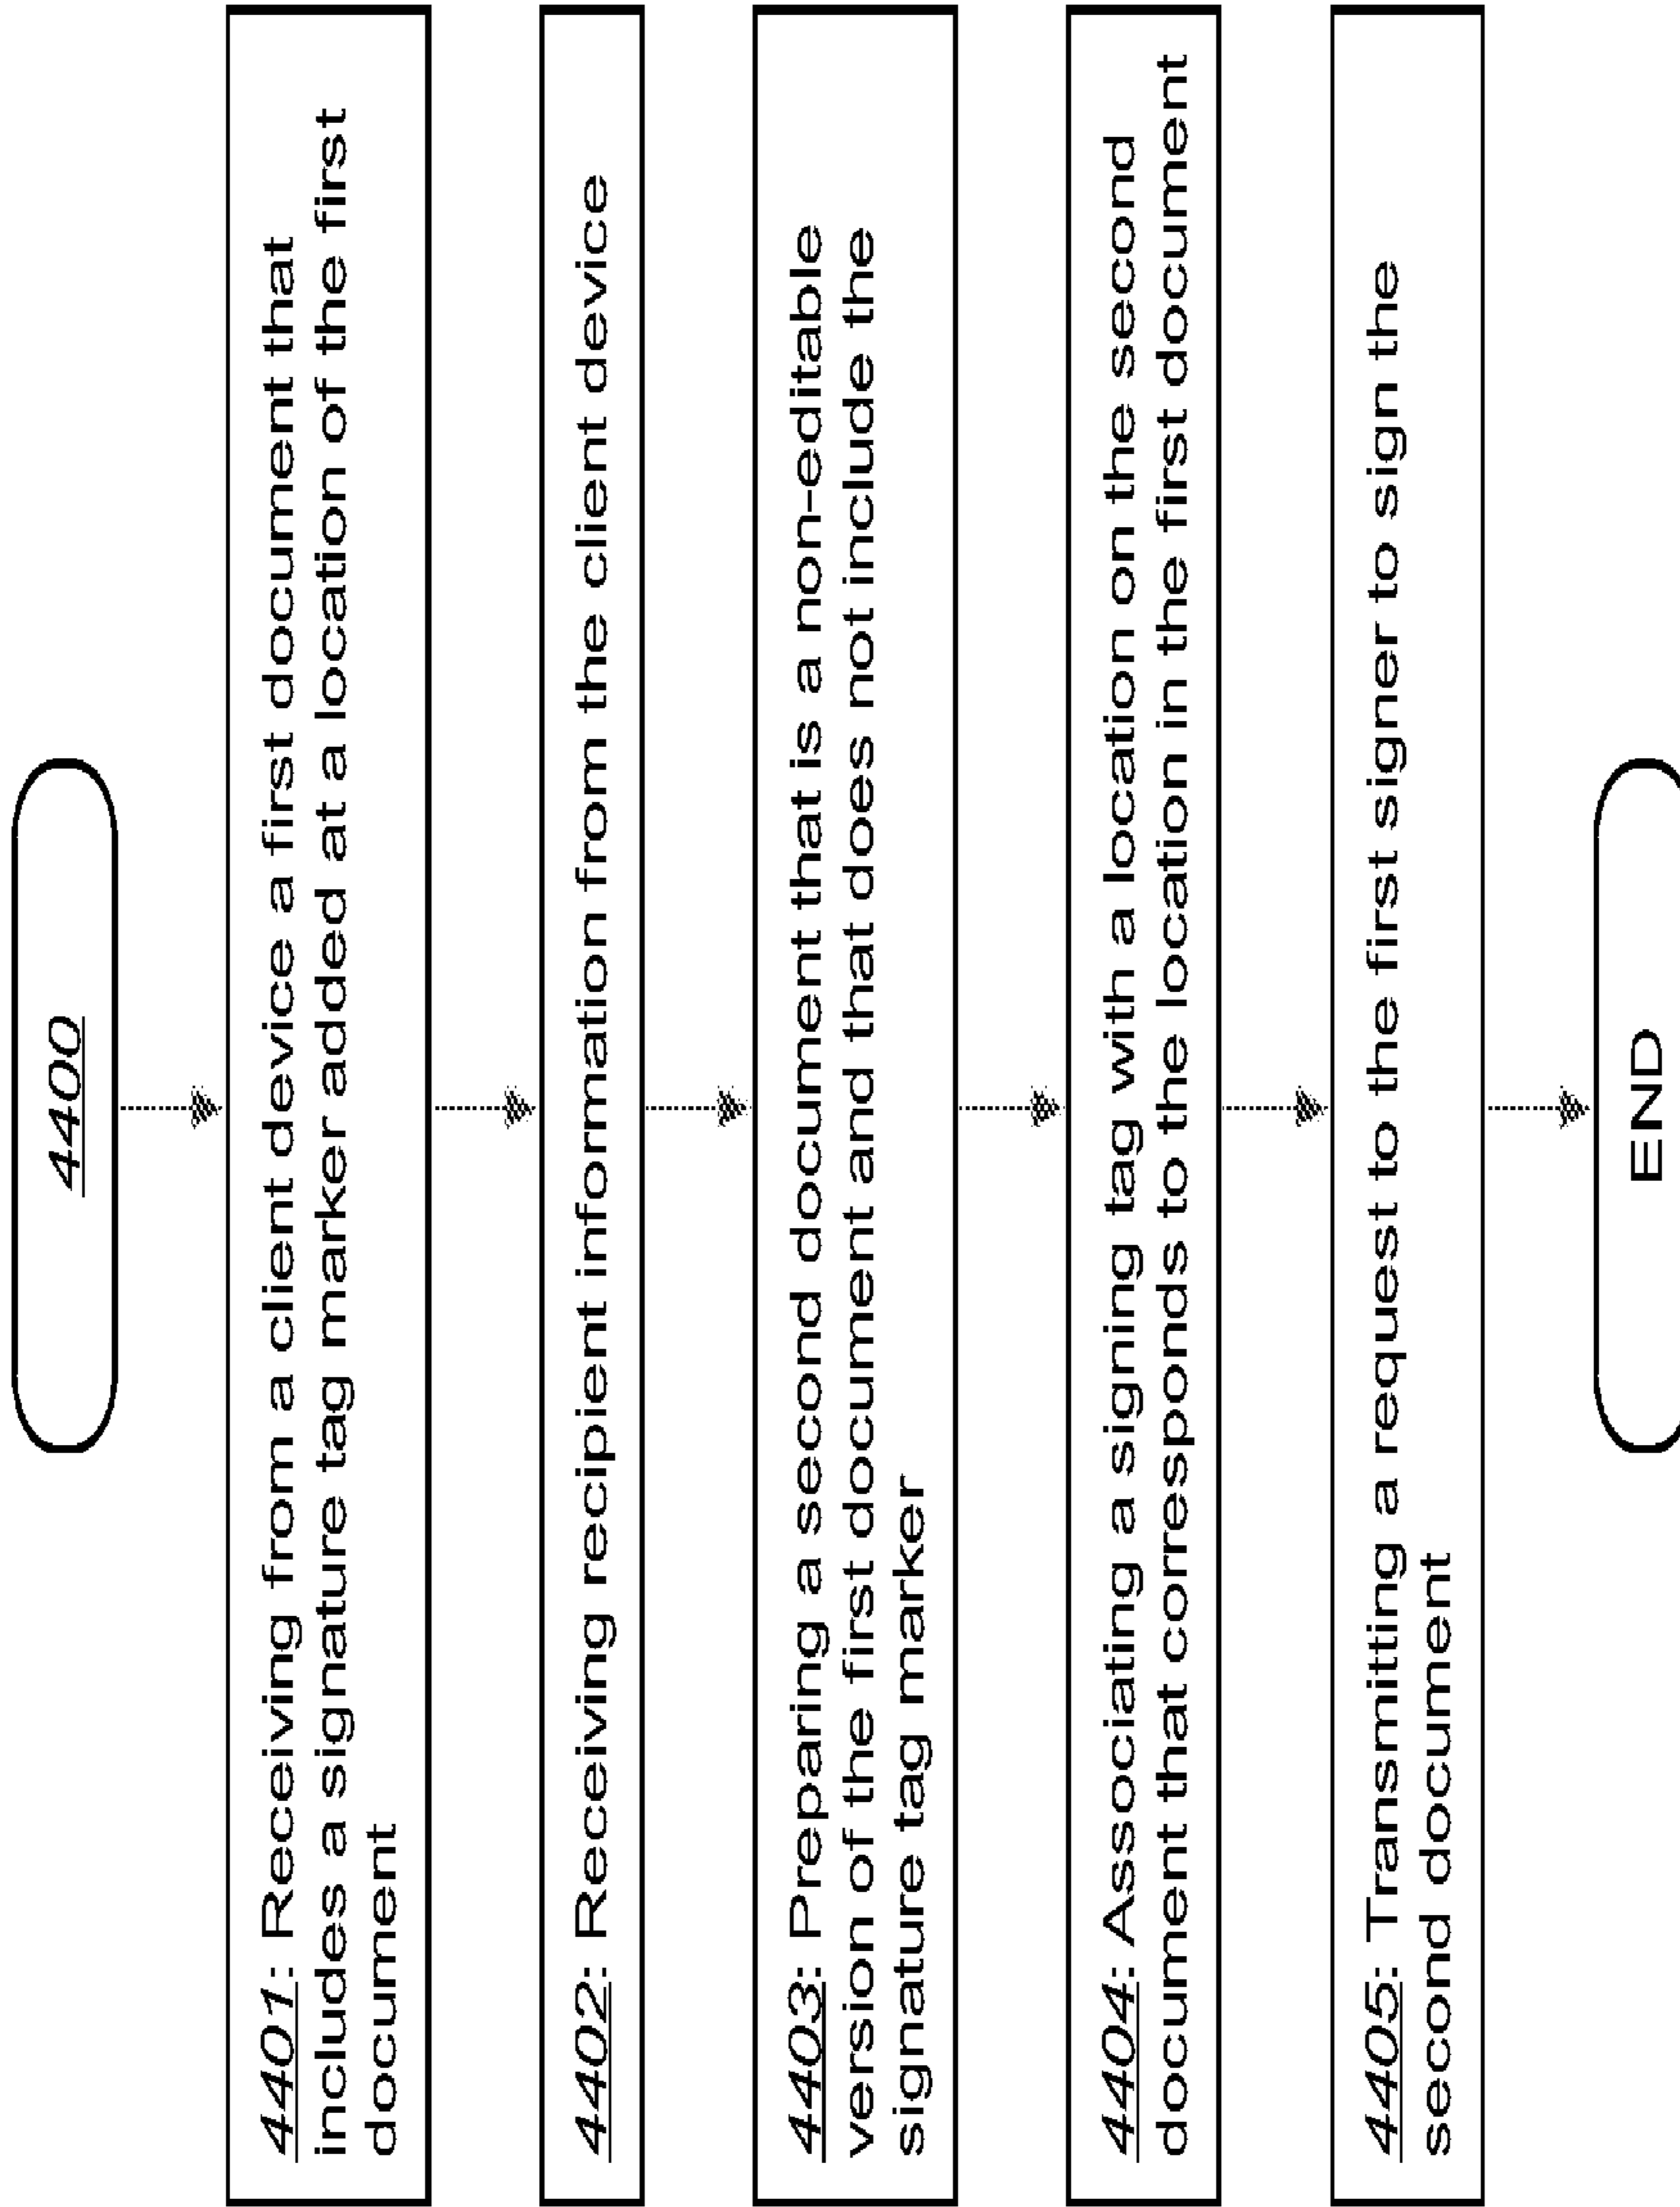 4400
4401: Receiving from a client device a first document that
includes a signature tag marker added at a location of the first
document
4402: Receiving recipient information from the client device
4403: Preparing a second document that is a non-editable
version of the first document and that does not include the
signature tag marker
4404: Associating a signing tag with a location on the second
document that corresponds to the location in the first document
4405: Transmitting a request to the first signer to sign the
second document
END